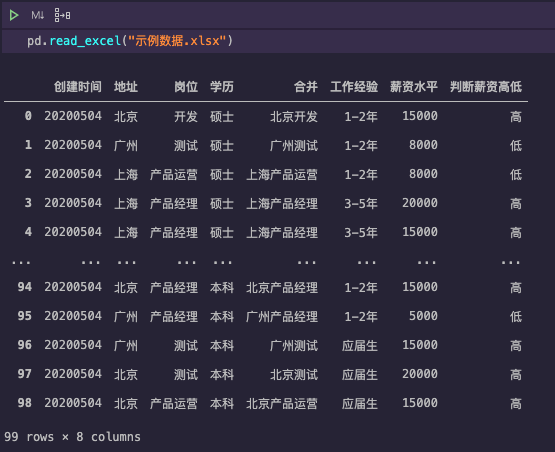 M↓
pd.read_excel("示例数据.xlsx")
创建时间 地址 岗位 学历 合并 工作经验 薪资水平 判断薪资高低
0 20200504 北京 开发 硕士 北京开发 1-2年 15000 高
1 20200504 广州 测试 硕士 广州测试 1-2年 8000 低
2 20200504 上海 产品运营 硕士 上海产品运营 1-2年 8000 低
3 20200504 上海 产品经理 硕士 上海产品经理 3-5年 20000 高
4 20200504 上海 产品经理 硕士 上海产品经理 3-5年 15000 高
... ... ... ... ... ... ... ... ...
94 20200504 北京 产品经理 本科 北京产品经理 1-2年 15000 高
95 20200504 广州 产品经理 本科 广州产品经理 1-2年 5000 低
96 20200504 广州 测试 本科 广州测试 应届生 15000 高
97 20200504 北京 测试 本科 北京测试 应届生 20000 高
98 20200504 北京 产品运营 本科 北京产品运营 应届生 15000 高
99 rows × 8 columns